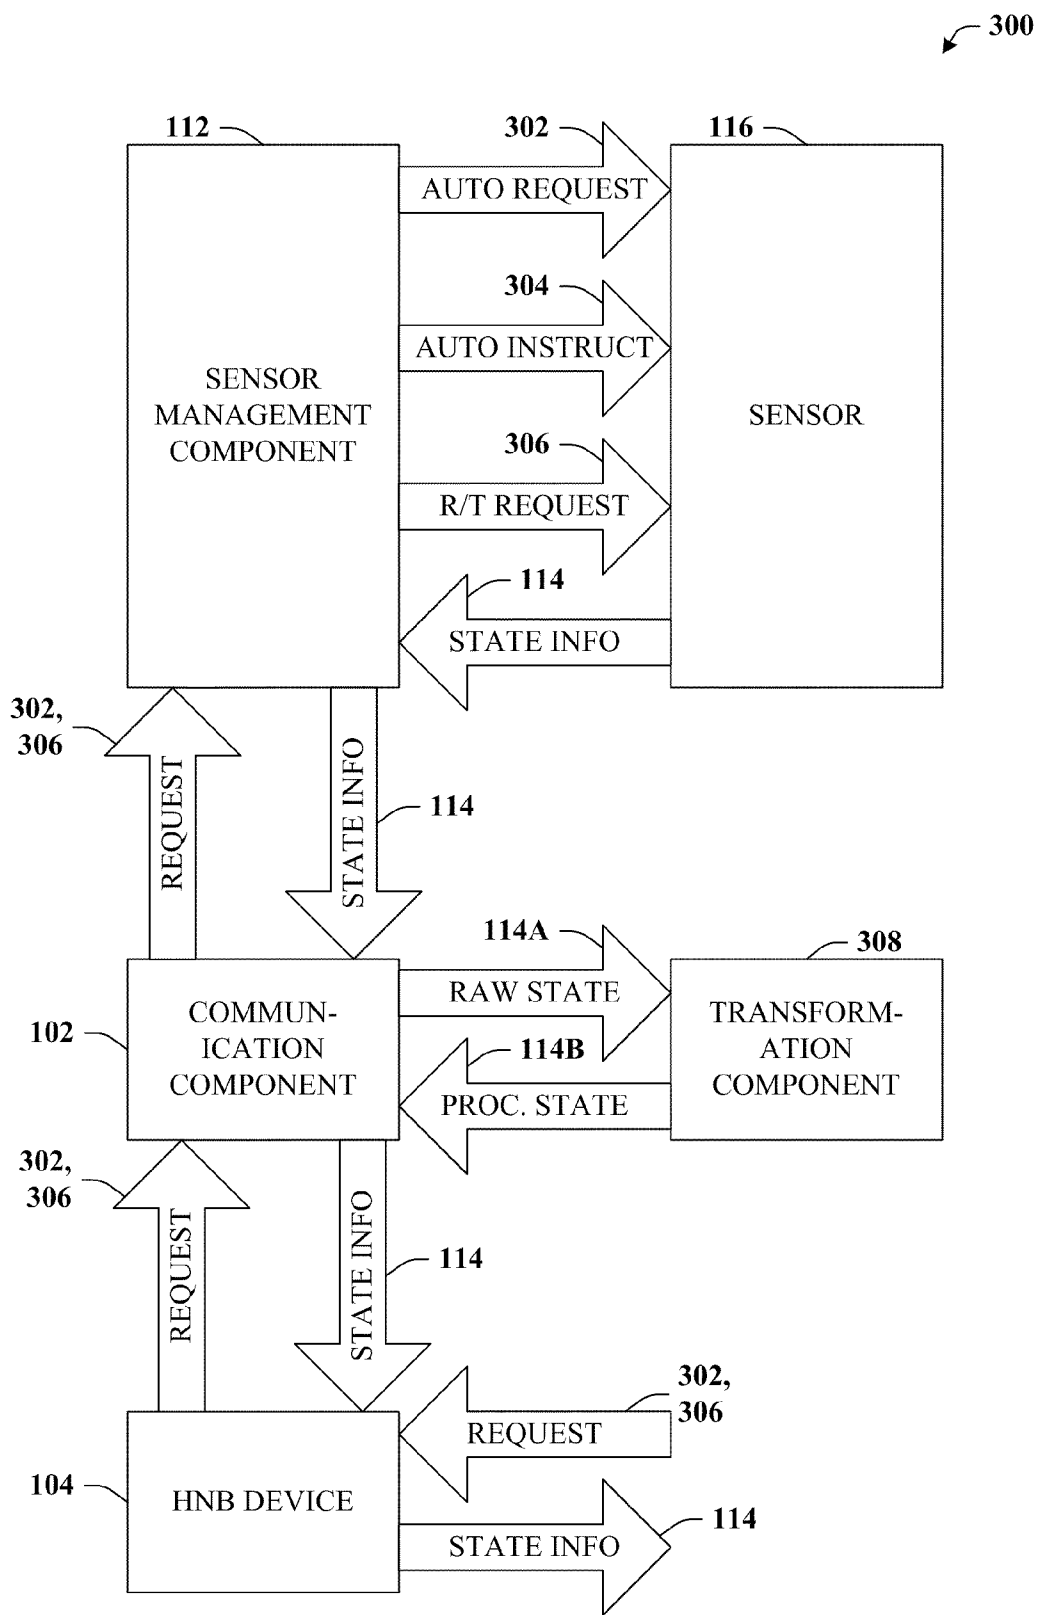 300
112
302
116
AUTO REQUEST
304
AUTO INSTRUCT
SENSOR
MANAGEMENT
COMPONENT
SENSOR
306
R/T REQUEST
114
STATE INFO
302,
306
REQUEST
STATE INFO
114
114A
308
RAW STATE
COMMUN-
ICATION
COMPONENT
TRANSFORM-
ATION
COMPONENT
102
114B
PROC. STATE
302,
306
REQUEST
STATE INFO
114
302,
306
REQUEST
104
HNB DEVICE
114
STATE INFO